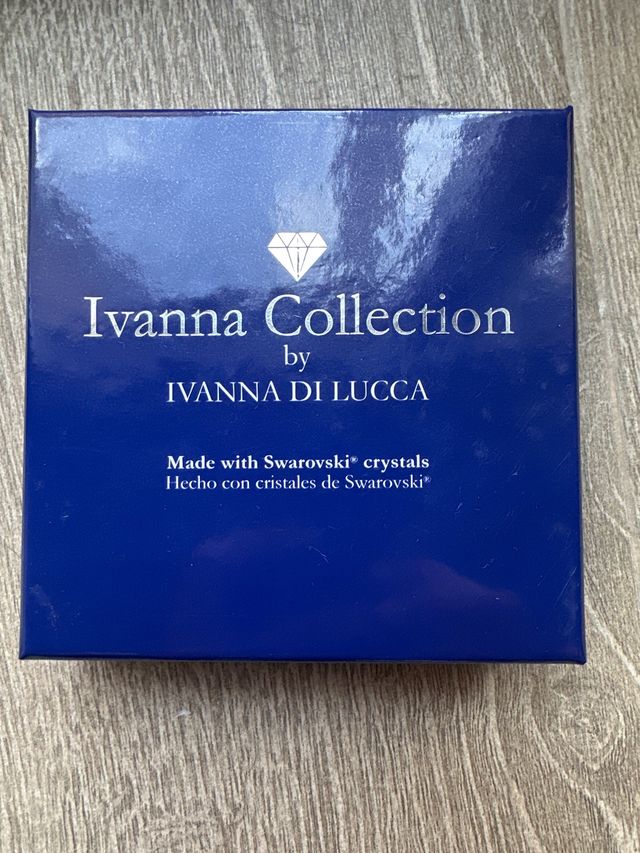 Ivanna Collection
by
IVANNA DI LUCCA
Made with Swarovski® crystals
Hecho con cristales de Swarovski®